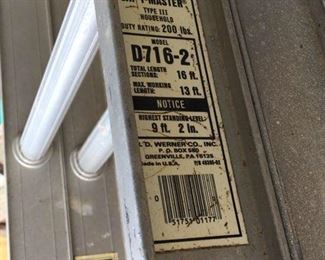 -MASTER®
TYPE III
HOUSEHOLD
DUTY RATING: 200 lbs.
MODEL
D716-2
TOTAL LENGTH
SECTIONS: 16 ft.
MAX. WORKING
LENGTH: 13 ft.
NOTICE
HIGHEST STANDING LEVEL:
9 ft. 2 in.
D. WERNER CO., INC.
P. O. BOX 580
GREENVILLE, PA 16125
Made in U.S.A.
0
51751 01177